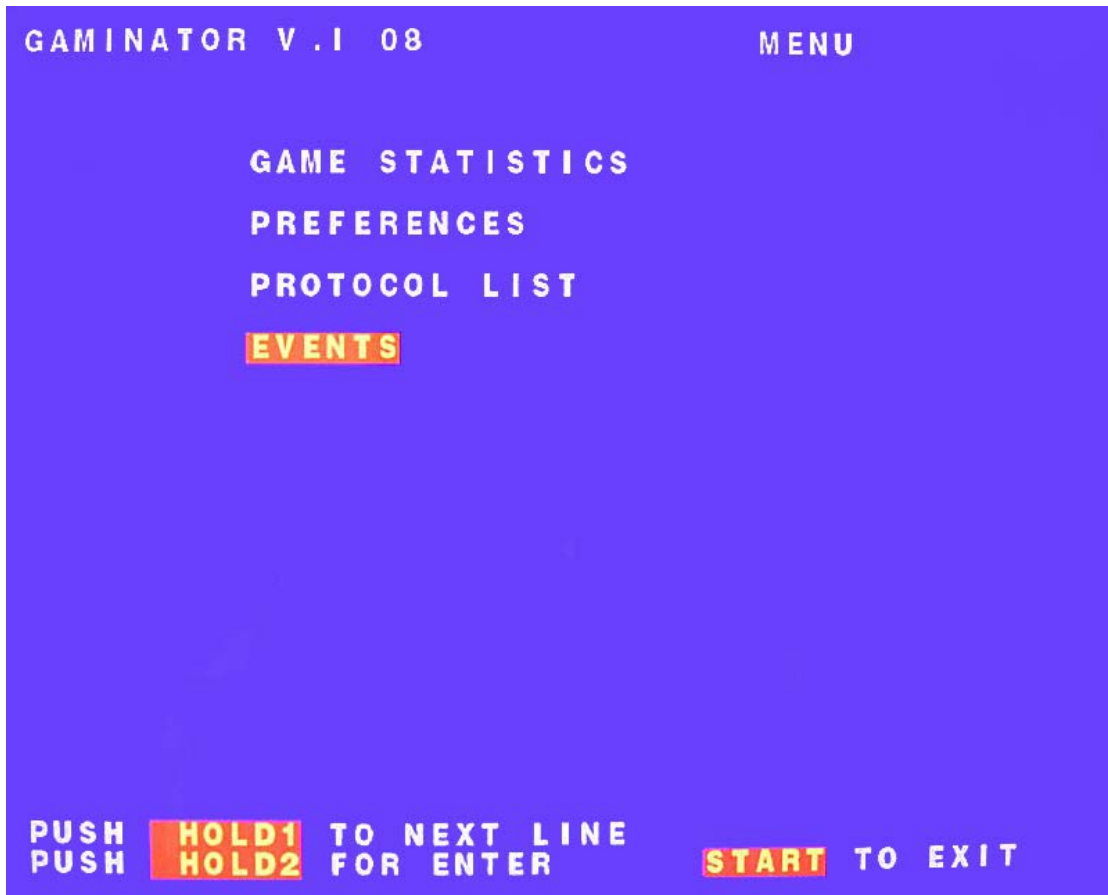 GAMINATOR V.I 08 MENU
GAME STATISTICS
PREFERENCES
PROTOCOL LIST
EVENTS
PUSH HOLD1 TO NEXT LINE
PUSH HOLD2 FOR ENTER
START TO EXIT